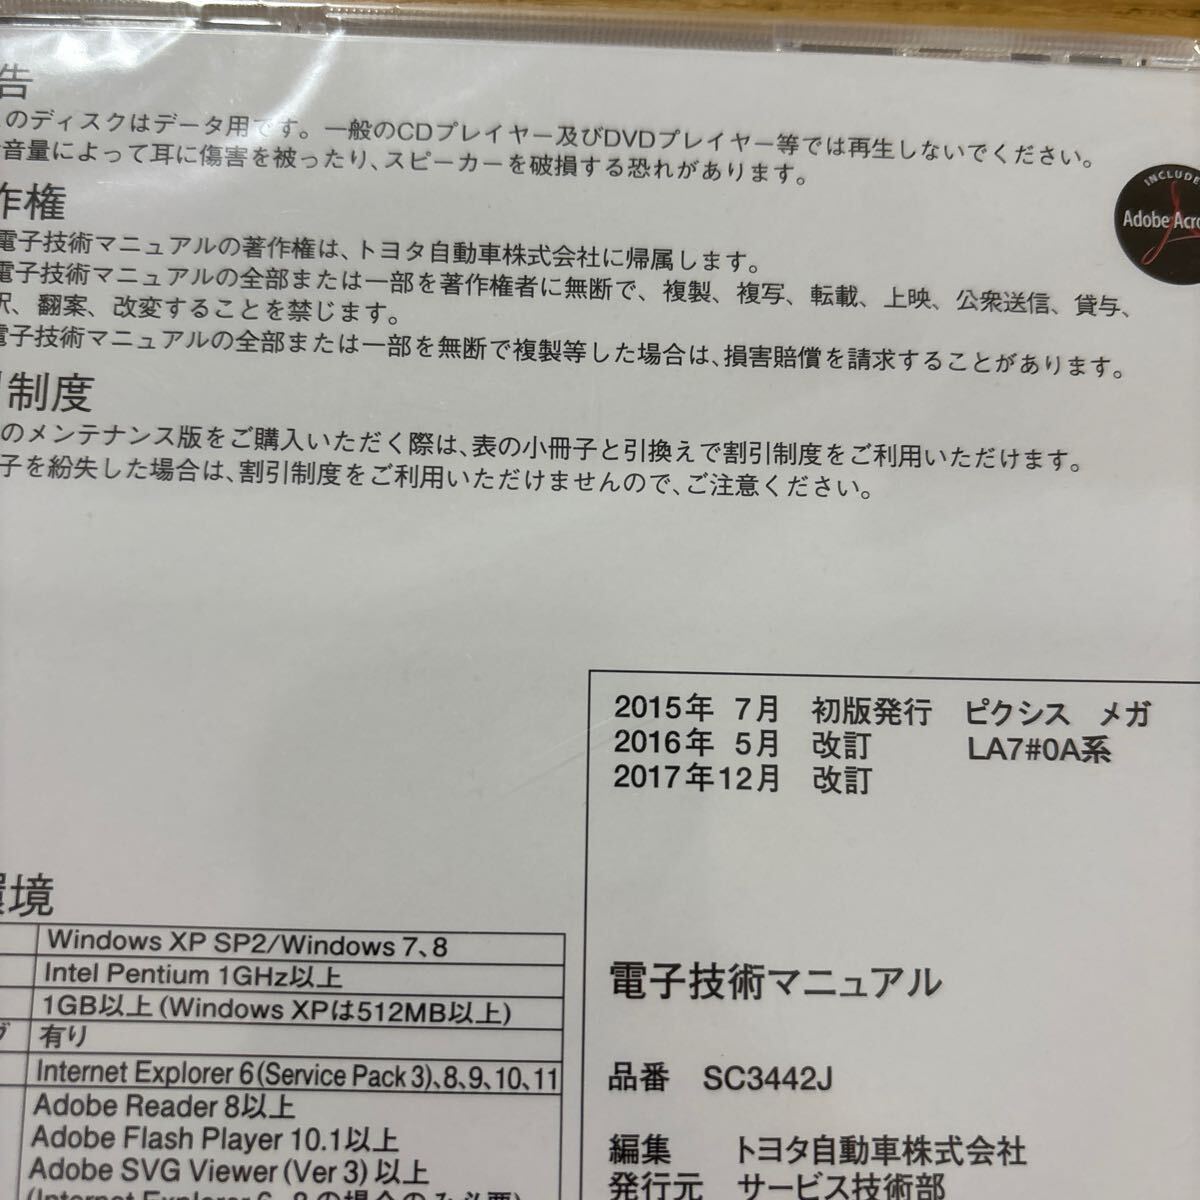 告
のディスクはデータ用です。一般のCDプレイヤー及びDVDプレイヤー等では再生しないでください。
音量によって耳に傷害を被ったり、スピーカーを破損する恐れがあります。
INCLUDE
Adobe Acro
作権
電子技術マニュアルの著作権は、トヨタ自動車株式会社に帰属します。
電子技術マニュアルの全部または一部を著作権者に無断で、複製、複写、転載、上映、公衆送信、貸与、
訳、翻案、改変することを禁じます。
電子技術マニュアルの全部または一部を無断で複製等した場合は、損害賠償を請求することがあります。
引制度
のメンテナンス版をご購入いただく際は、表の小冊子と引換えで割引制度をご利用いただけます。
子を紛失した場合は、割引制度をご利用いただけませんので、ご注意ください。
2015年 7月 初版発行 ピクシス メガ
2016年 5月 改訂 LA7#0A系
2017年12月 改訂
環境
Windows XP SP2/Windows 7、8
Intel Pentium 1GHz以上
1GB以上(Windows XPは512MB以上)
ブ 有り
Internet Explorer 6(Service Pack 3)、8、9、10、11
Adobe Reader 8以上
Adobe Flash Player 10.1以上
Adobe SVG Viewer (Ver 3) 以上
(Internet Explorer 6、8の場合のみ必要)
電子技術マニュアル
品番 SC3442J
編集 トヨタ自動車株式会社
発行元 サービス技術部